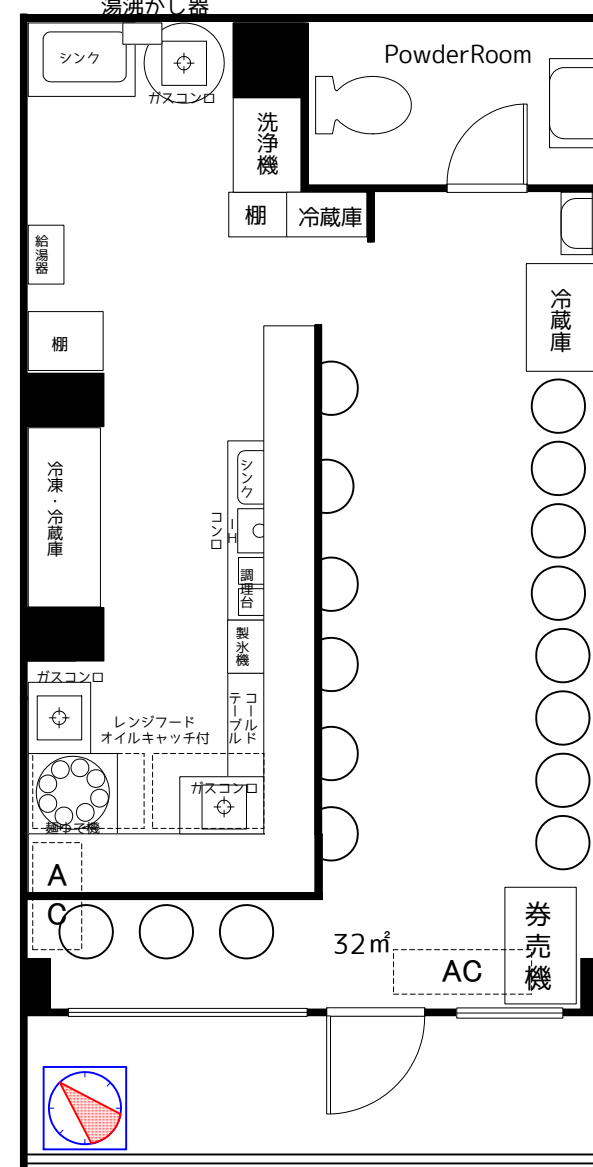 湯沸かし器
シンク
ガスコンロ
PowderRoom
洗浄機
棚
冷蔵庫
給湯器
冷蔵庫
棚
冷凍・冷蔵庫
シンク
IH
コンロ
調理台
製氷機
ガスコンロ
コールド
テーブル
レンジフード
オイルキャッチ付
ガスコンロ
麺ゆで機
AC
券売機
32㎡
AC